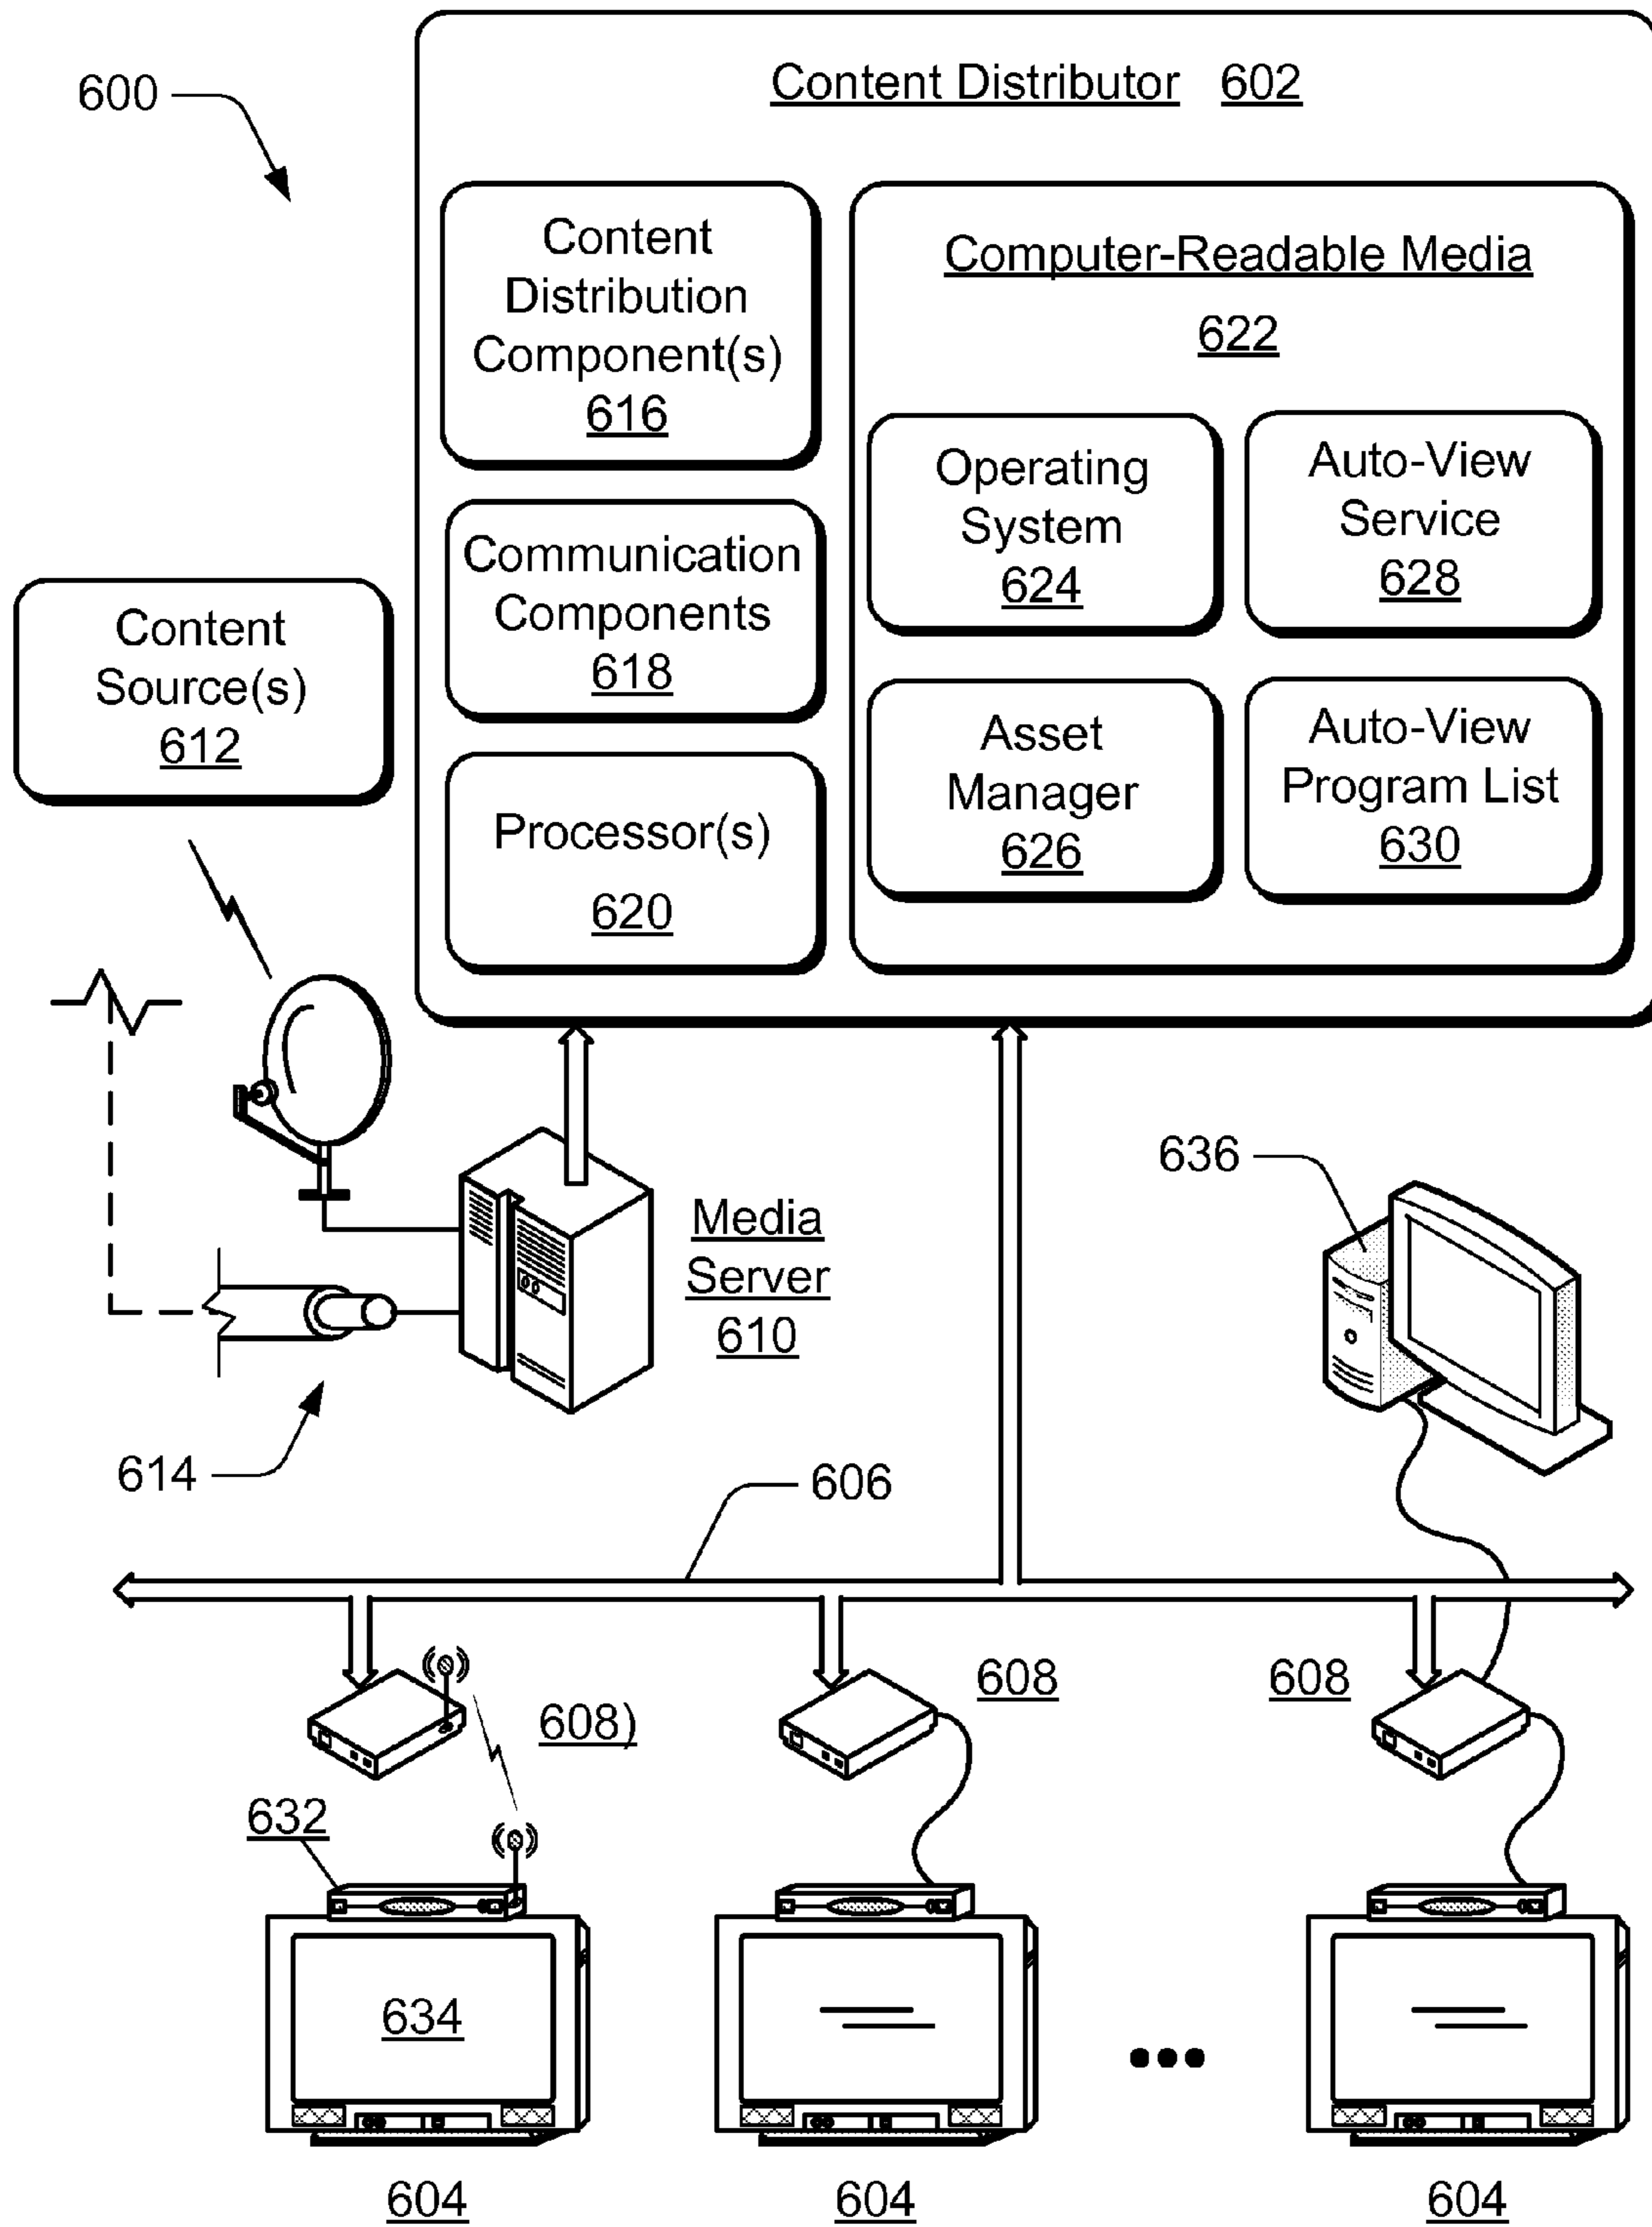 600
Content Distributor 602
Content
Distribution
Component(s)
616
Communication
Components
618
Processor(s)
620
Computer-Readable Media
622
Operating
System
624
Auto-View
Service
628
Asset
Manager
626
Auto-View
Program List
630
Content
Source(s)
612
Media
Server
610
614
636
606
608)
608
608
632
634
604
604
604